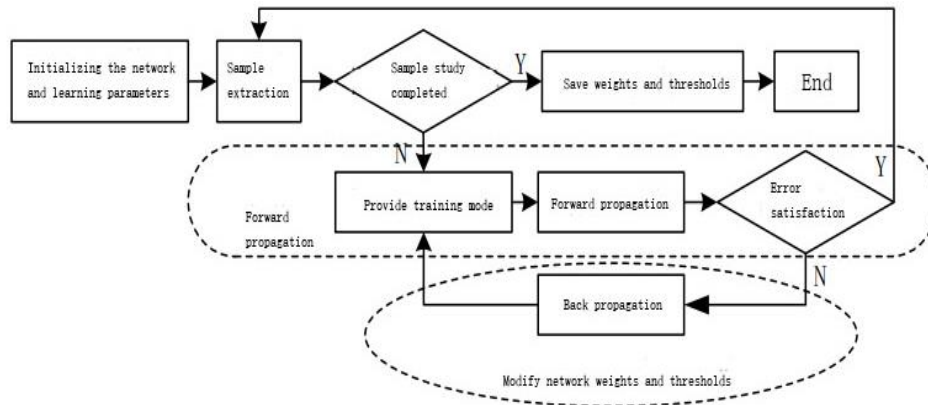 Initializing the network
and learning parameters
Sample
extraction
Sample study
completed
Y
Save weights and thresholds
End
N
Provide training mode
Forward propagation
Error
satisfaction
Y
Forward
propagation
N
Back propagation
Modify network weights and thresholds